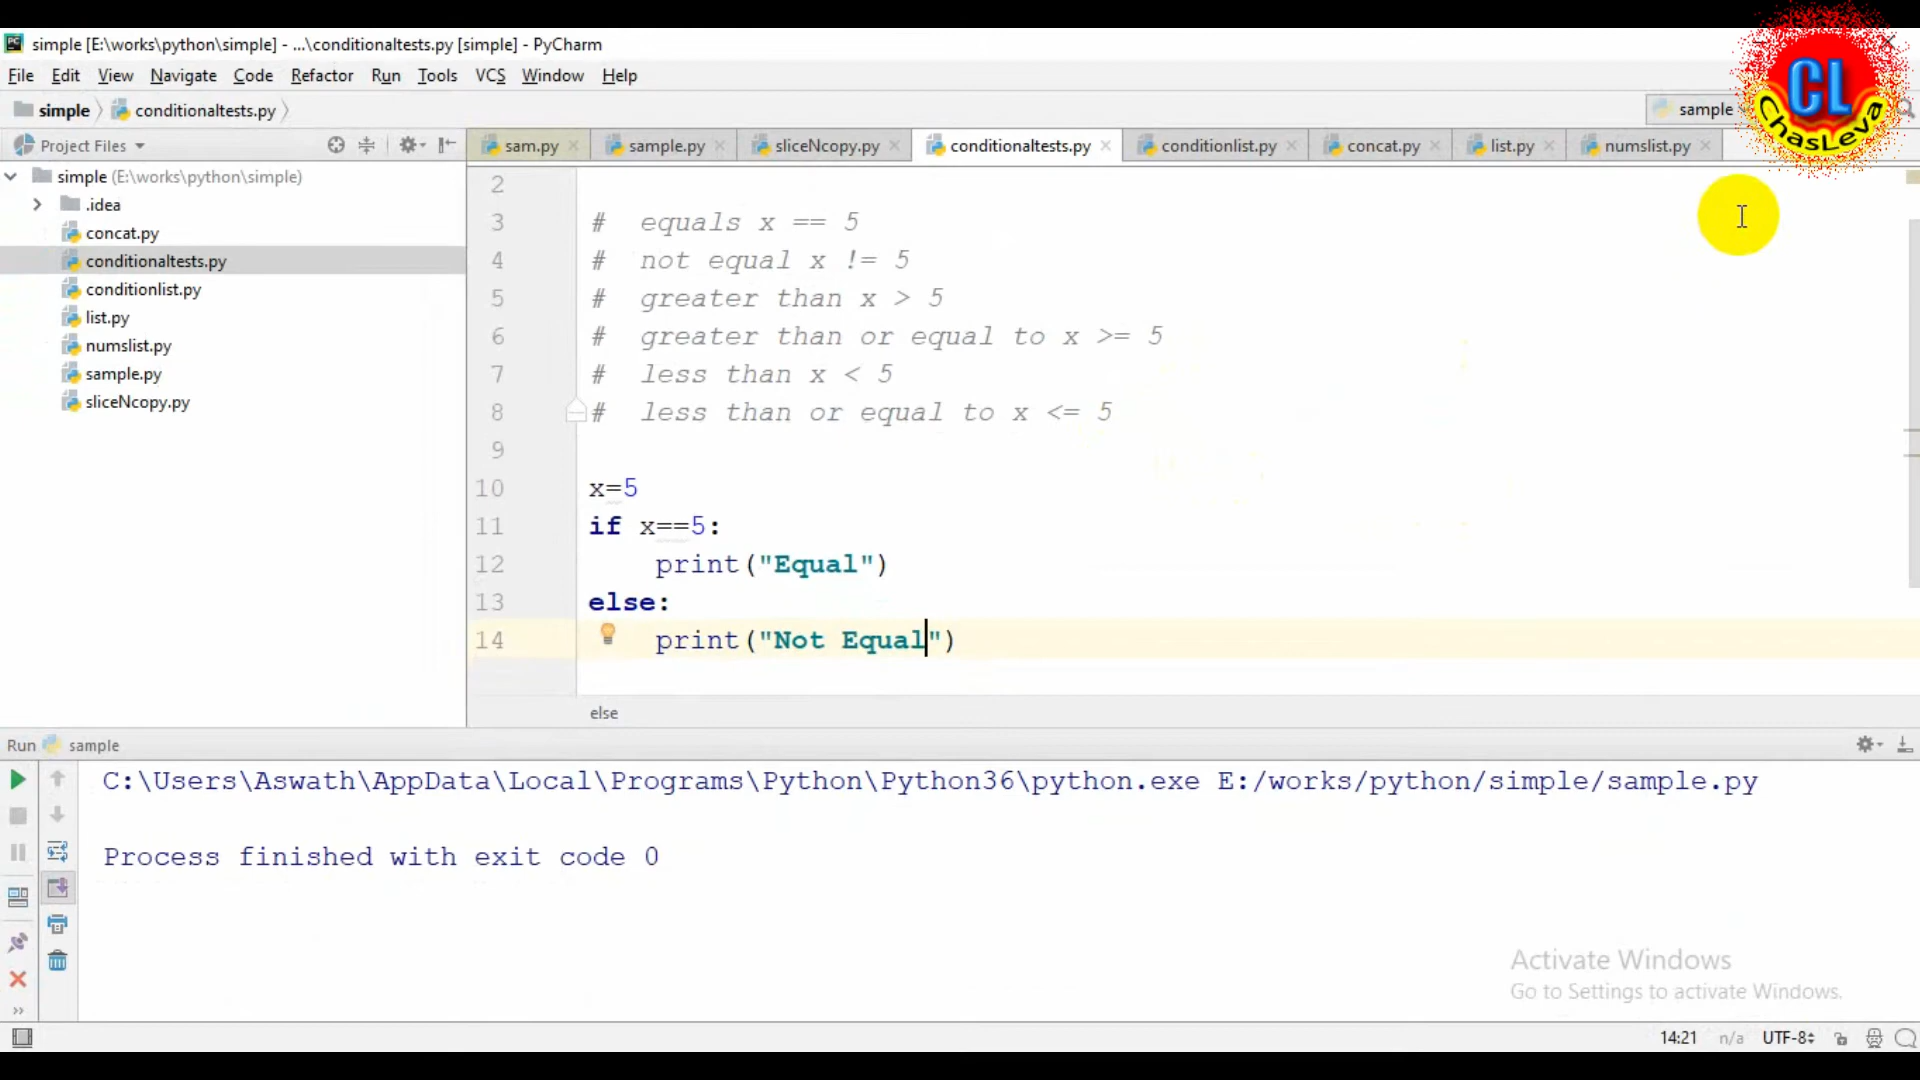 simple [E:\works\python\simple] - ...\conditionaltests.py [simple] - PyCharm
File Edit View Navigate Code Refactor Run Tools VCS Window Help
simple conditionaltests.py sample
CL
ChasLeva
Project Files sam.py sample.py sliceNcopy.py conditionaltests.py conditionlist.py concat.py list.py numslist.py
simple (E:\works\python\simple)
.idea
concat.py
conditionaltests.py
conditionlist.py
list.py
numslist.py
sample.py
sliceNcopy.py
2
3 # equals x == 5
4 # not equal x != 5
5 # greater than x > 5
6 # greater than or equal to x >= 5
7 # less than x < 5
8 # less than or equal to x <= 5
9
10 x=5
11 if x==5:
12 print("Equal")
13 else:
14 print("Not Equal")
else
Run sample
C:\Users\Aswath\AppData\Local\Programs\Python\Python36\python.exe E:/works/python/simple/sample.py
Process finished with exit code 0
Activate Windows
Go to Settings to activate Windows.
14:21 n/a UTF-8